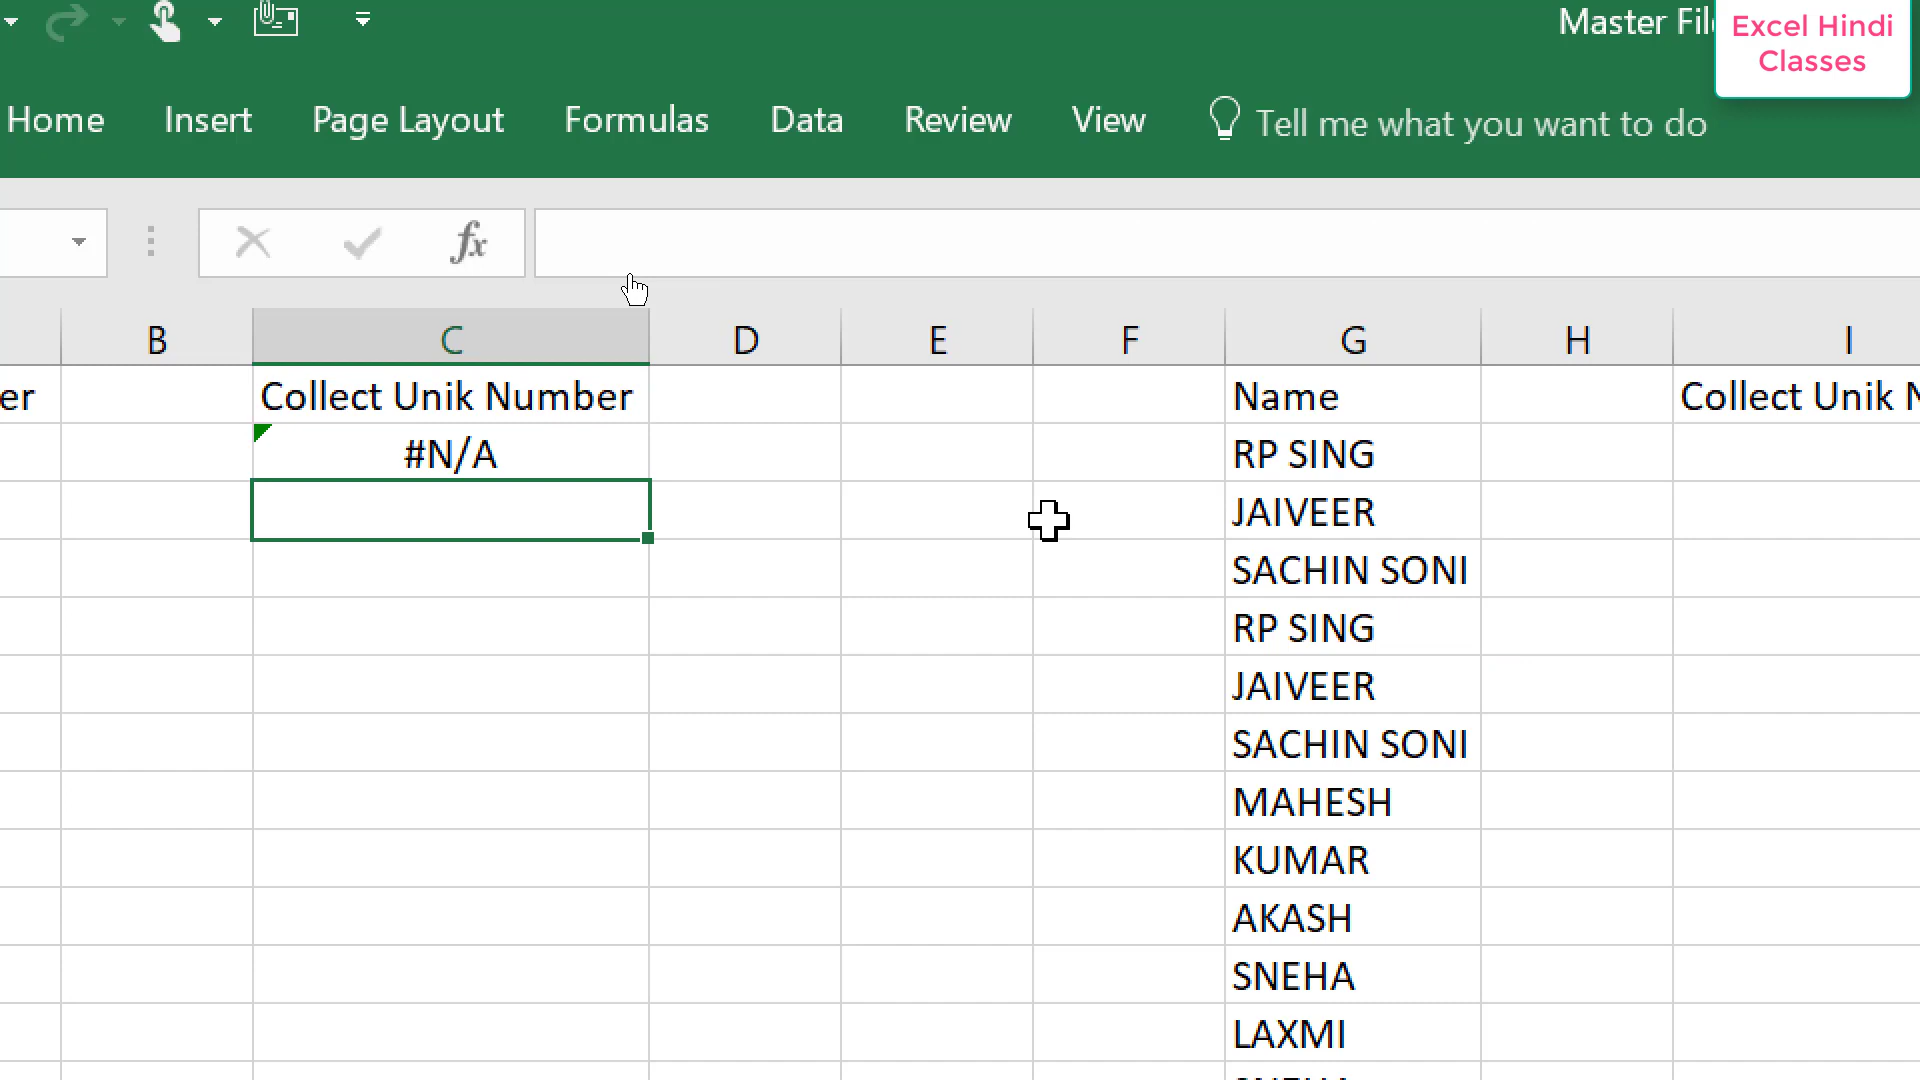 Master Fil
Excel Hindi
Classes
Home Insert Page Layout Formulas Data Review View Tell me what you want to do
fx
B C D E F G H I
er Collect Unik Number Name Collect Unik N
#N/A RP SING
JAIVEER
SACHIN SONI
RP SING
JAIVEER
SACHIN SONI
MAHESH
KUMAR
AKASH
SNEHA
LAXMI